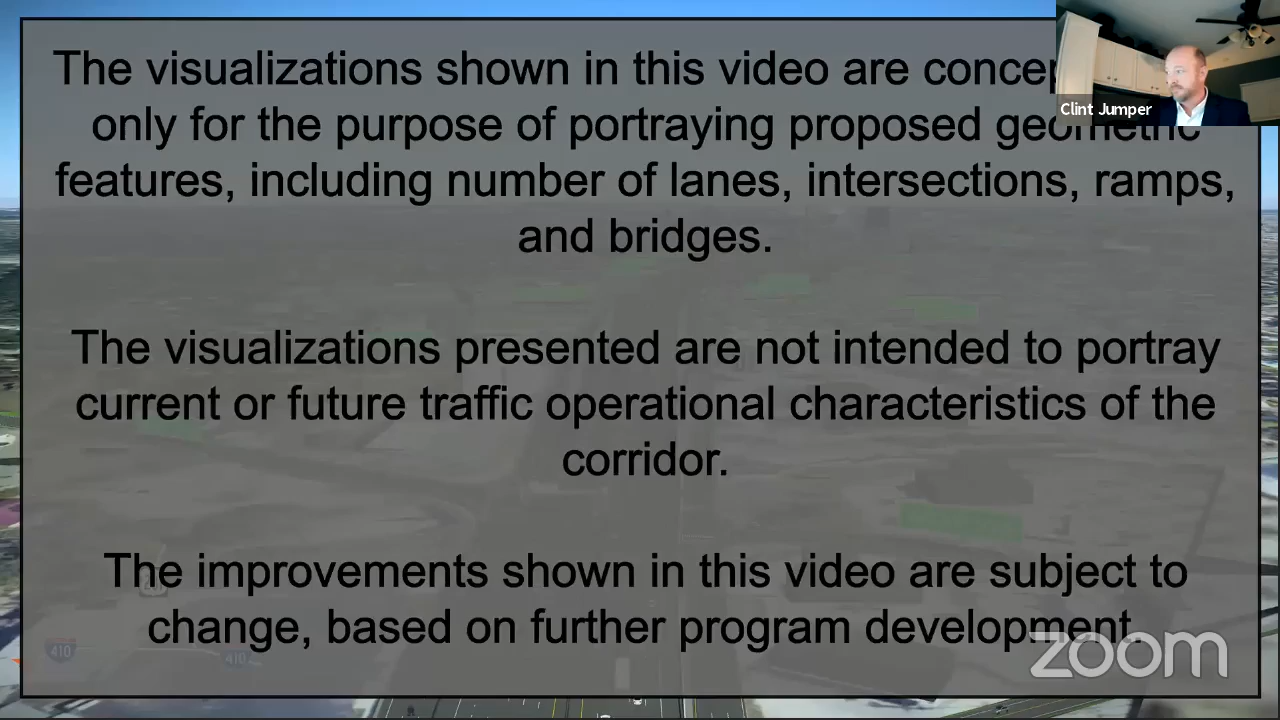 The visualizations shown in this video are
only for the purpose of portraying proposed geometric
features, including number of lanes, intersections, ramps,
and bridges.
The visualizations presented are not intended to portray
current or future traffic operational characteristics of the
corridor.
The improvements shown in this video are subject to
change, based on further program development.
Clint Jumper
410
410
zoom